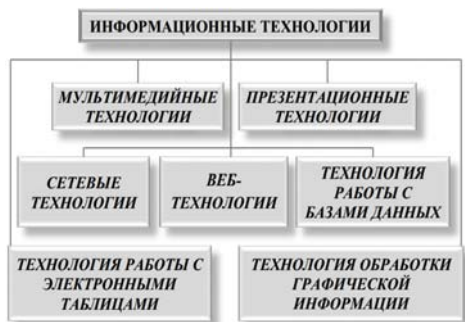 ИНФОРМАЦИОННЫЕ ТЕХНОЛОГИИ
МУЛЬТИМЕДИЙНЫЕ
ТЕХНОЛОГИИ
ПРЕЗЕНТАЦИОННЫЕ
ТЕХНОЛОГИИ
СЕТЕВЫЕ
ТЕХНОЛОГИИ
ВЕБ-
ТЕХНОЛОГИИ
ТЕХНОЛОГИЯ
РАБОТЫ С
БАЗАМИ ДАННЫХ
ТЕХНОЛОГИЯ РАБОТЫ С
ЭЛЕКТРОННЫМИ
ТАБЛИЦАМИ
ТЕХНОЛОГИЯ ОБРАБОТКИ
ГРАФИЧЕСКОЙ
ИНФОРМАЦИИ